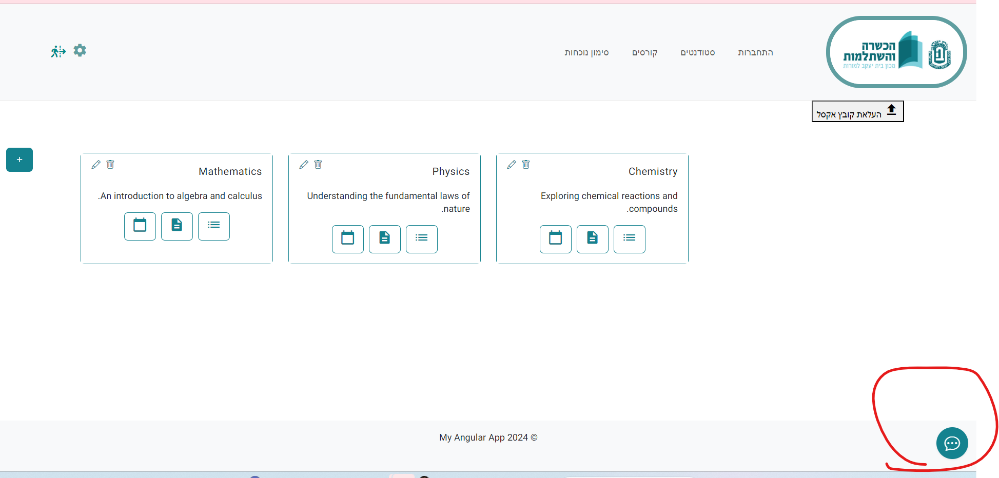 הכשרה
והשתלמות
מכון בית יעקב למורות
התחברות
סטודנטים
קורסים
סימון נוכחות
העלאת קובץ אקסל
+
Mathematics
.An introduction to algebra and calculus
Physics
Understanding the fundamental laws of
.nature
Chemistry
Exploring chemical reactions and
.compounds
My Angular App 2024 ©